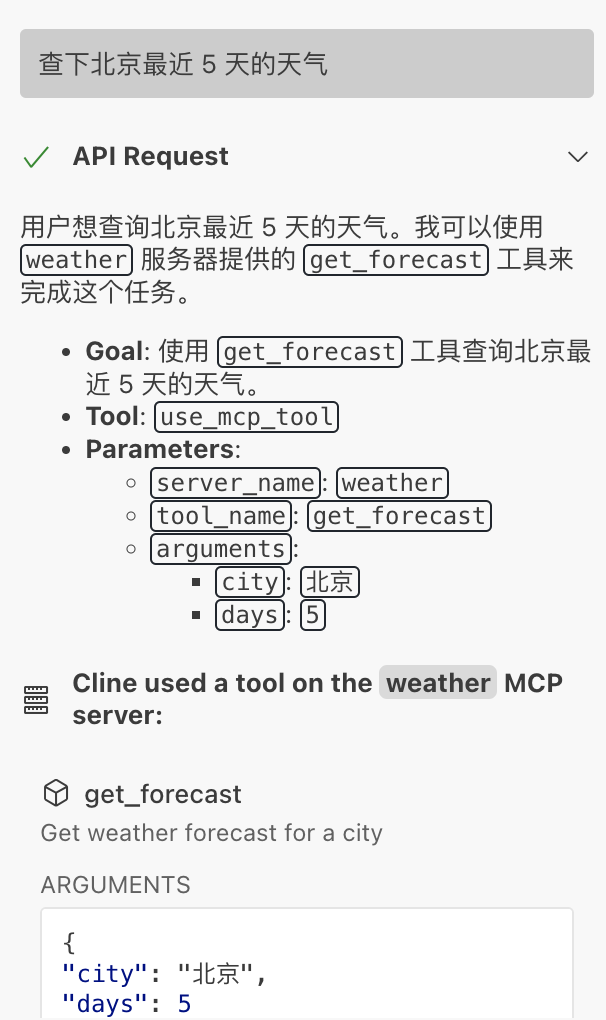 查下北京最近 5 天的天气
API Request
用户想查询北京最近 5 天的天气。我可以使用
weather 服务器提供的 get_forecast 工具来
完成这个任务。
• Goal: 使用 get_forecast 工具查询北京最
近 5 天的天气。
• Tool: use_mcp_tool
• Parameters:
◦ server_name: weather
◦ tool_name: get_forecast
◦ arguments:
▪ city: 北京
▪ days: 5
Cline used a tool on the weather MCP
server:
get_forecast
Get weather forecast for a city
ARGUMENTS
{
"city": "北京",
"days": 5